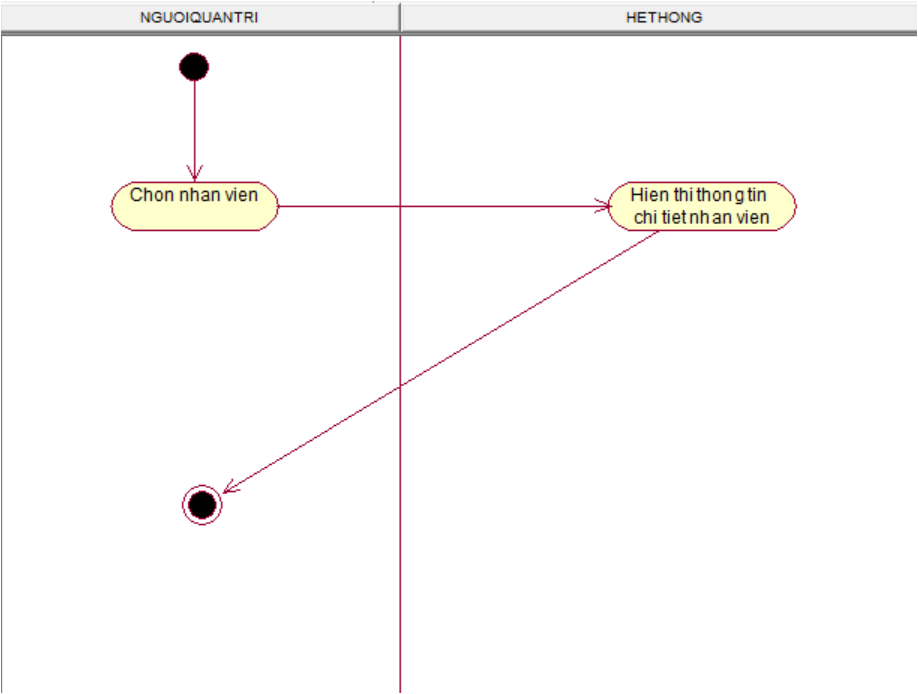 NGUOIQUANTRI
HETHONG
Chon nhan vien
Hien thi thong tin
chi tiet nhan vien